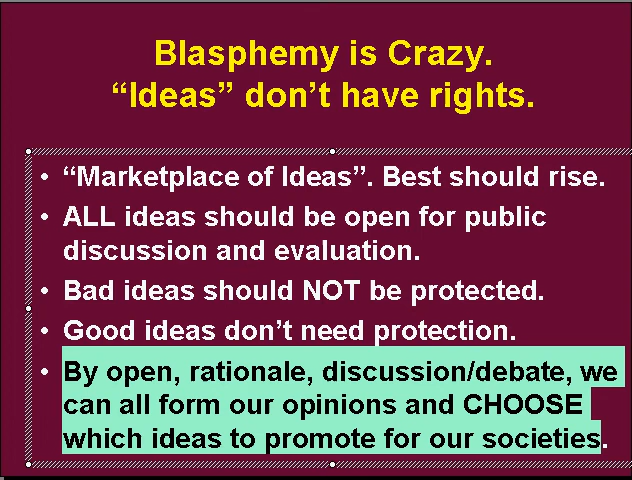 Blasphemy is Crazy.
“Ideas” don’t have rights.
• “Marketplace of Ideas”. Best should rise.
• ALL ideas should be open for public
discussion and evaluation.
• Bad ideas should NOT be protected.
• Good ideas don’t need protection.
• By open, rationale, discussion/debate, we
can all form our opinions and CHOOSE
which ideas to promote for our societies.